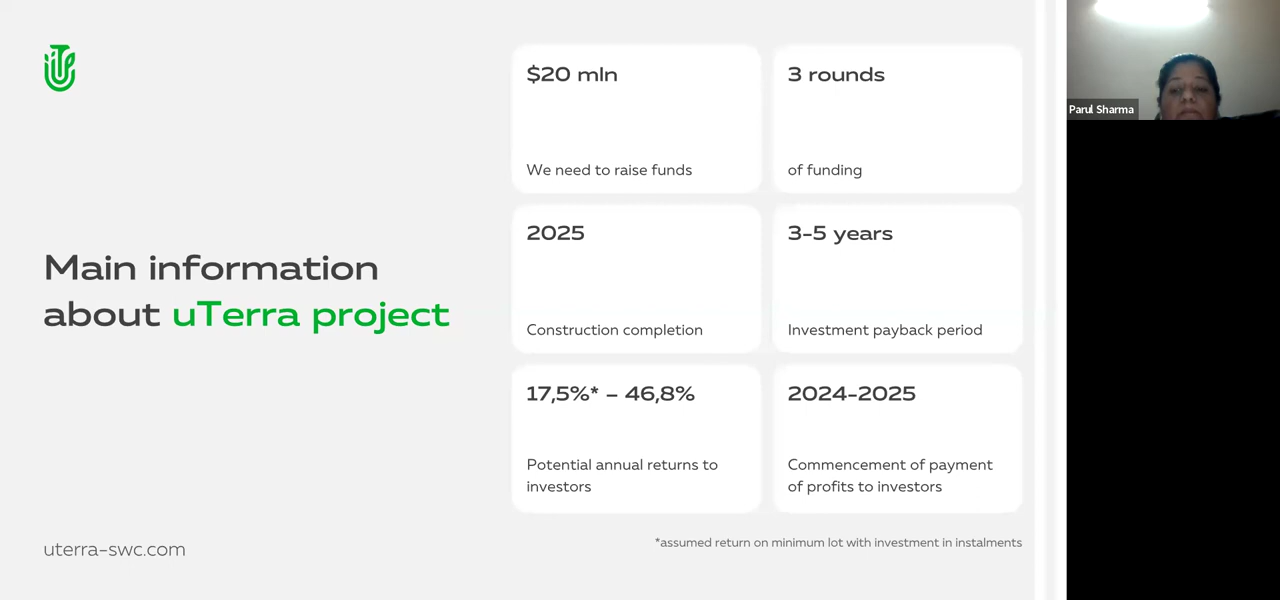 Main information
about uTerra project
uterra-swc.com
$20 mln
We need to raise funds
3 rounds
of funding
2025
Construction completion
3-5 years
Investment payback period
17,5%* – 46,8%
Potential annual returns to
investors
2024-2025
Commencement of payment
of profits to investors
*assumed return on minimum lot with investment in instalments
Parul Sharma